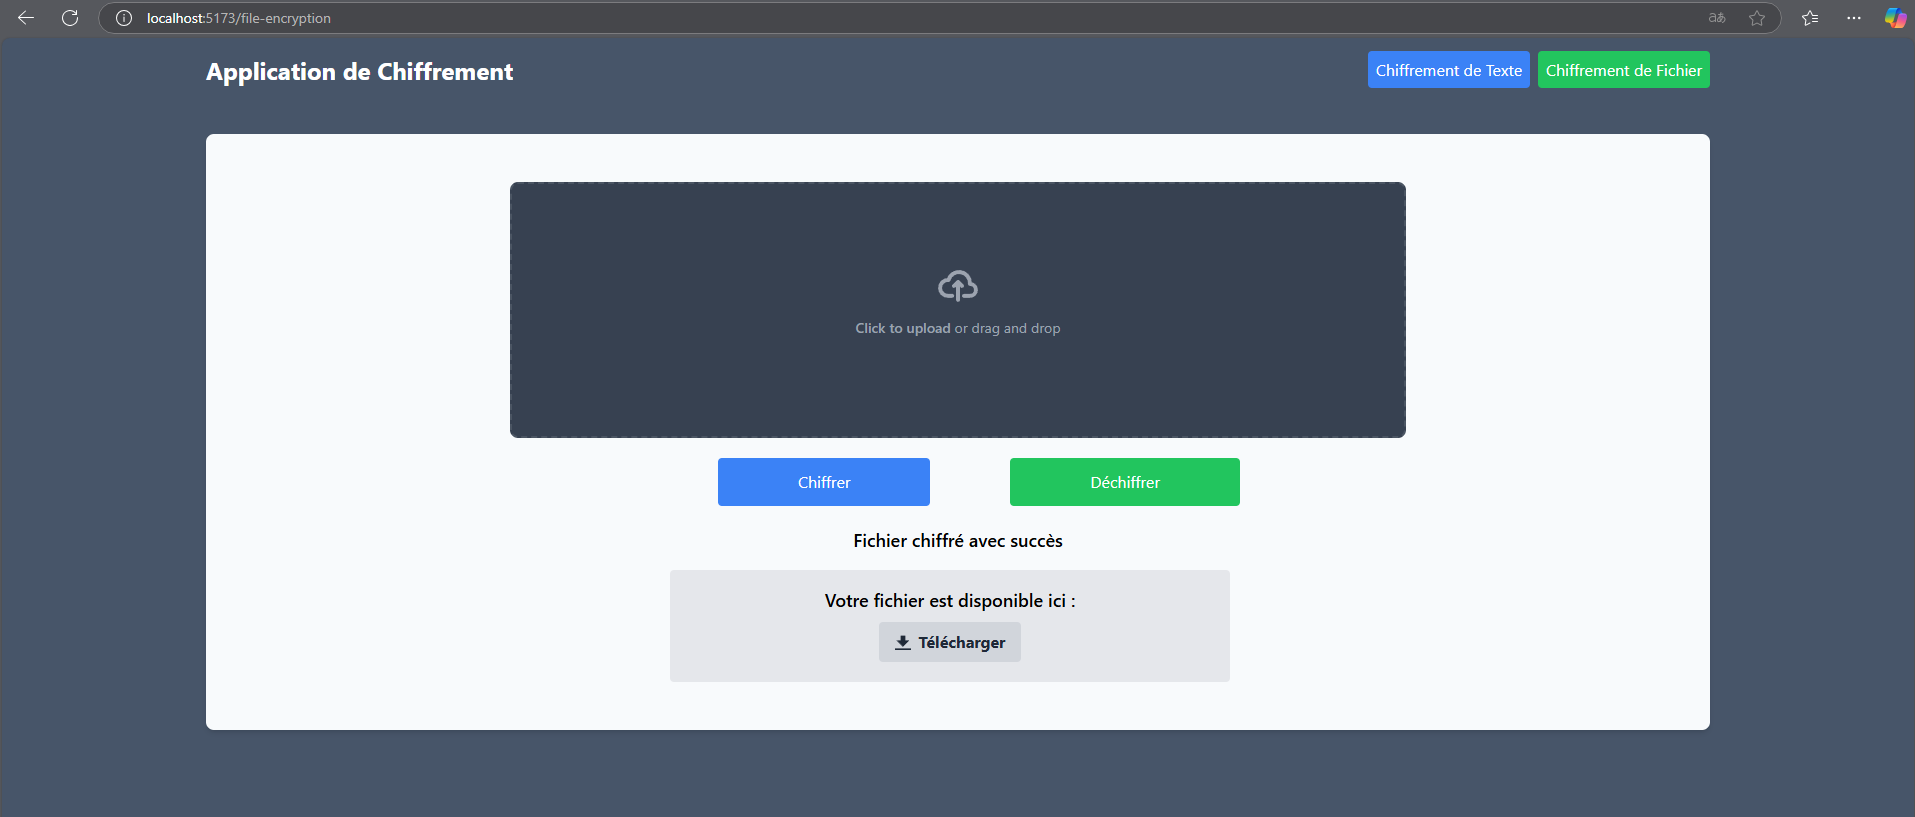 localhost:5173/file-encryption
Application de Chiffrement
Chiffrement de Texte
Chiffrement de Fichier
Click to upload or drag and drop
Chiffrer
Déchiffrer
Fichier chiffré avec succès
Votre fichier est disponible ici :
Télécharger